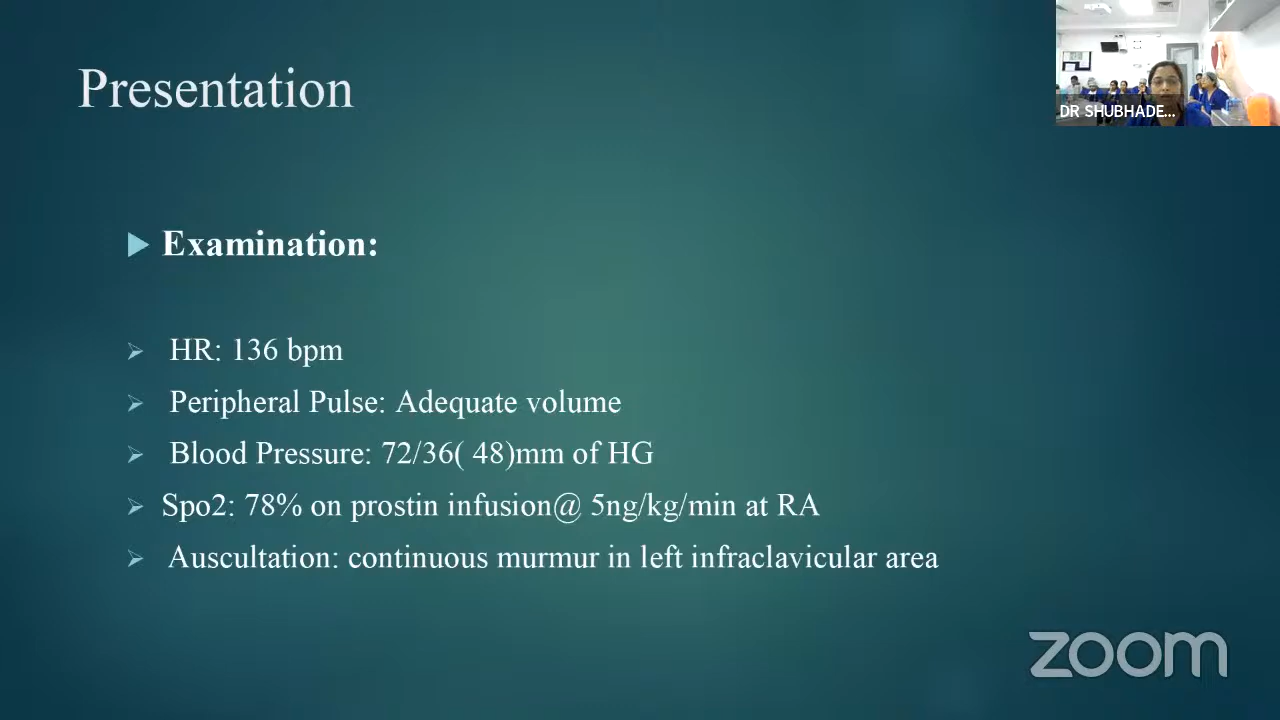 Presentation
DR SHUBHADE...
Examination:
HR: 136 bpm
Peripheral Pulse: Adequate volume
Blood Pressure: 72/36( 48)mm of HG
Spo2: 78% on prostin infusion@ 5ng/kg/min at RA
Auscultation: continuous murmur in left infraclavicular area
zoom